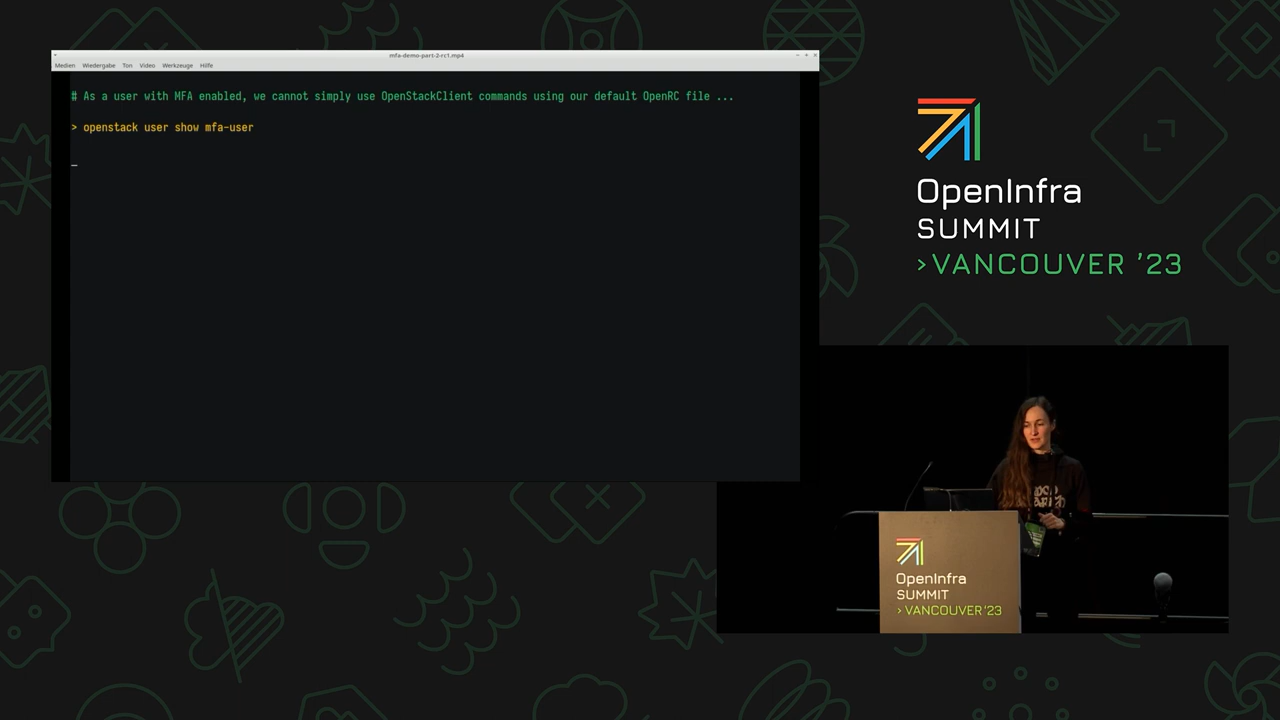 mfa-demo-part-2-rc1.mp4
Medien Wiedergabe Ton Video Werkzeuge Hilfe
# As a user with MFA enabled, we cannot simply use OpenStackClient commands using our default OpenRC file ...
> openstack user show mfa-user
OpenInfra
SUMMIT
>VANCOUVER '23
OpenInfra
SUMMIT
> VANCOUVER '23